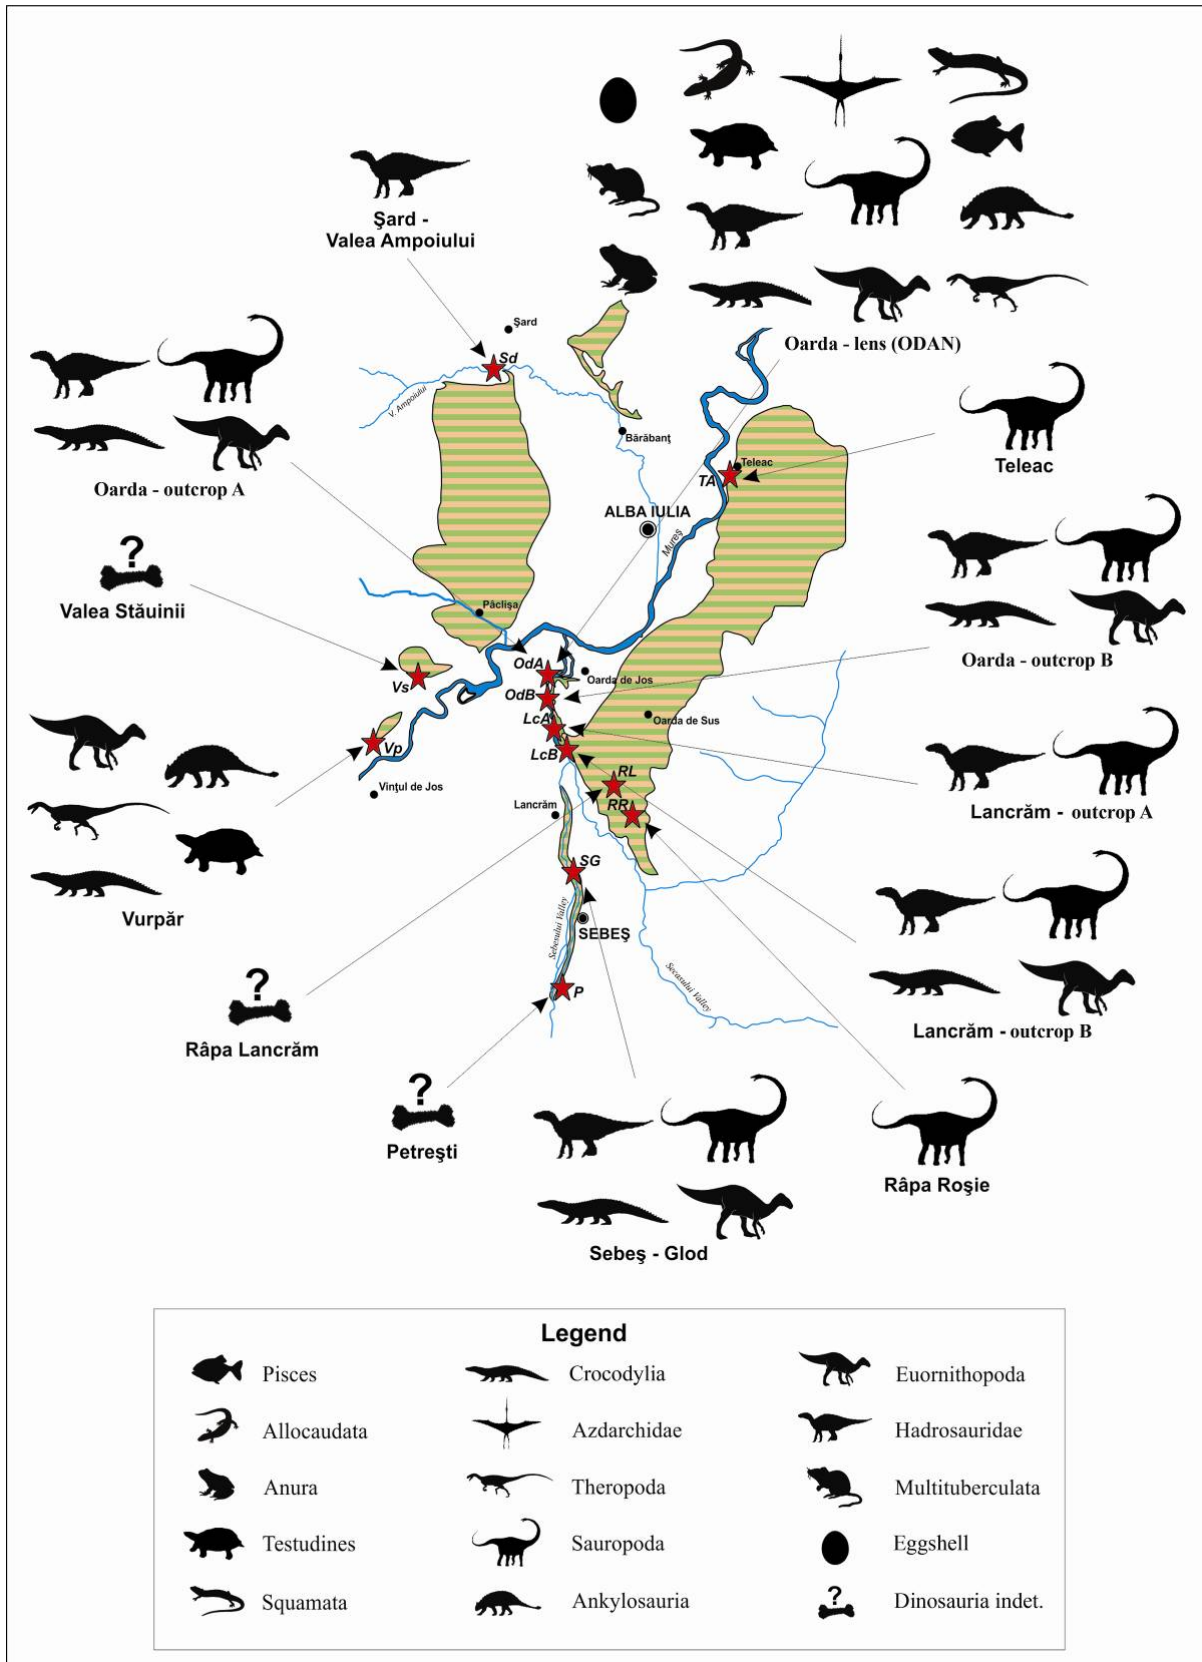 Şard -
Valea Ampoiului
Oarda - lens (ODAN)
Şard
Sd
V. Ampoiului
Bărăbanţ
Teleac
TA
Teleac
Oarda - outcrop A
ALBA IULIA
Mureş
?
Valea Stăuinii
Pâclişa
OdA
Oarda de Jos
Oarda - outcrop B
Vs
OdB
LcA
Oarda de Sus
Vp
LcB
RL
Vinţul de Jos
Lancrăm
RR
Lancrăm - outcrop A
SG
Vurpăr
Sebesului Valley
SEBEŞ
Secasului Valley
P
Lancrăm - outcrop B
?
Râpa Lancrăm
?
Petreşti
Râpa Roşie
Sebeş - Glod
Legend
Pisces
Crocodylia
Euornithopoda
Allocaudata
Azdarchidae
Hadrosauridae
Anura
Theropoda
Multituberculata
Testudines
Sauropoda
Eggshell
Squamata
Ankylosauria
?
Dinosauria indet.